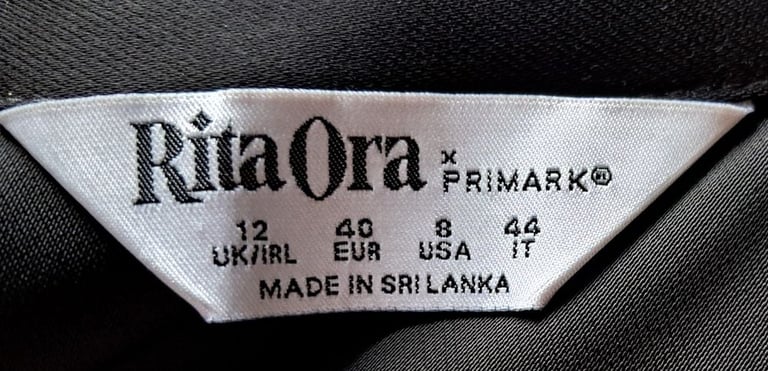 Rita Ora × PRIMARK®
12 40 8 44
UK/IRL EUR USA IT
MADE IN SRI LANKA